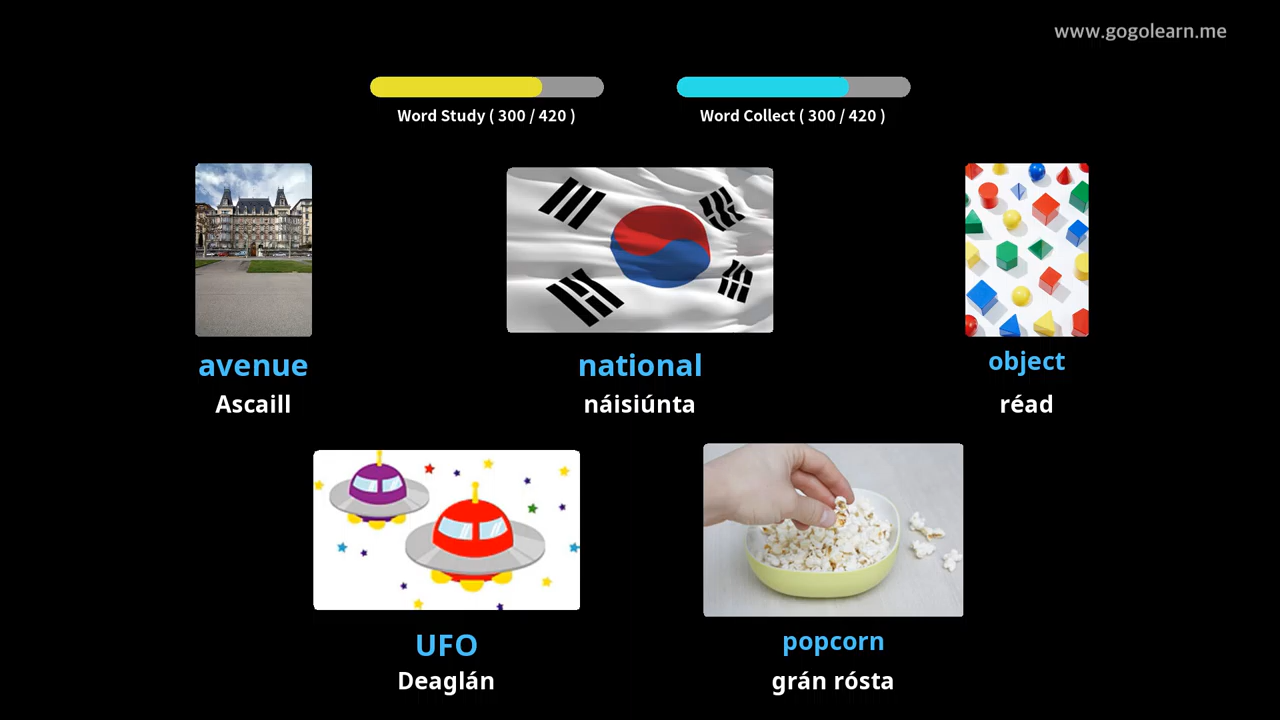 www.gogolearn.me
Word Study ( 300 / 420 )
Word Collect ( 300 / 420 )
avenue
Ascaill
national
náisiúnta
object
réad
UFO
Deaglán
popcorn
grán rósta